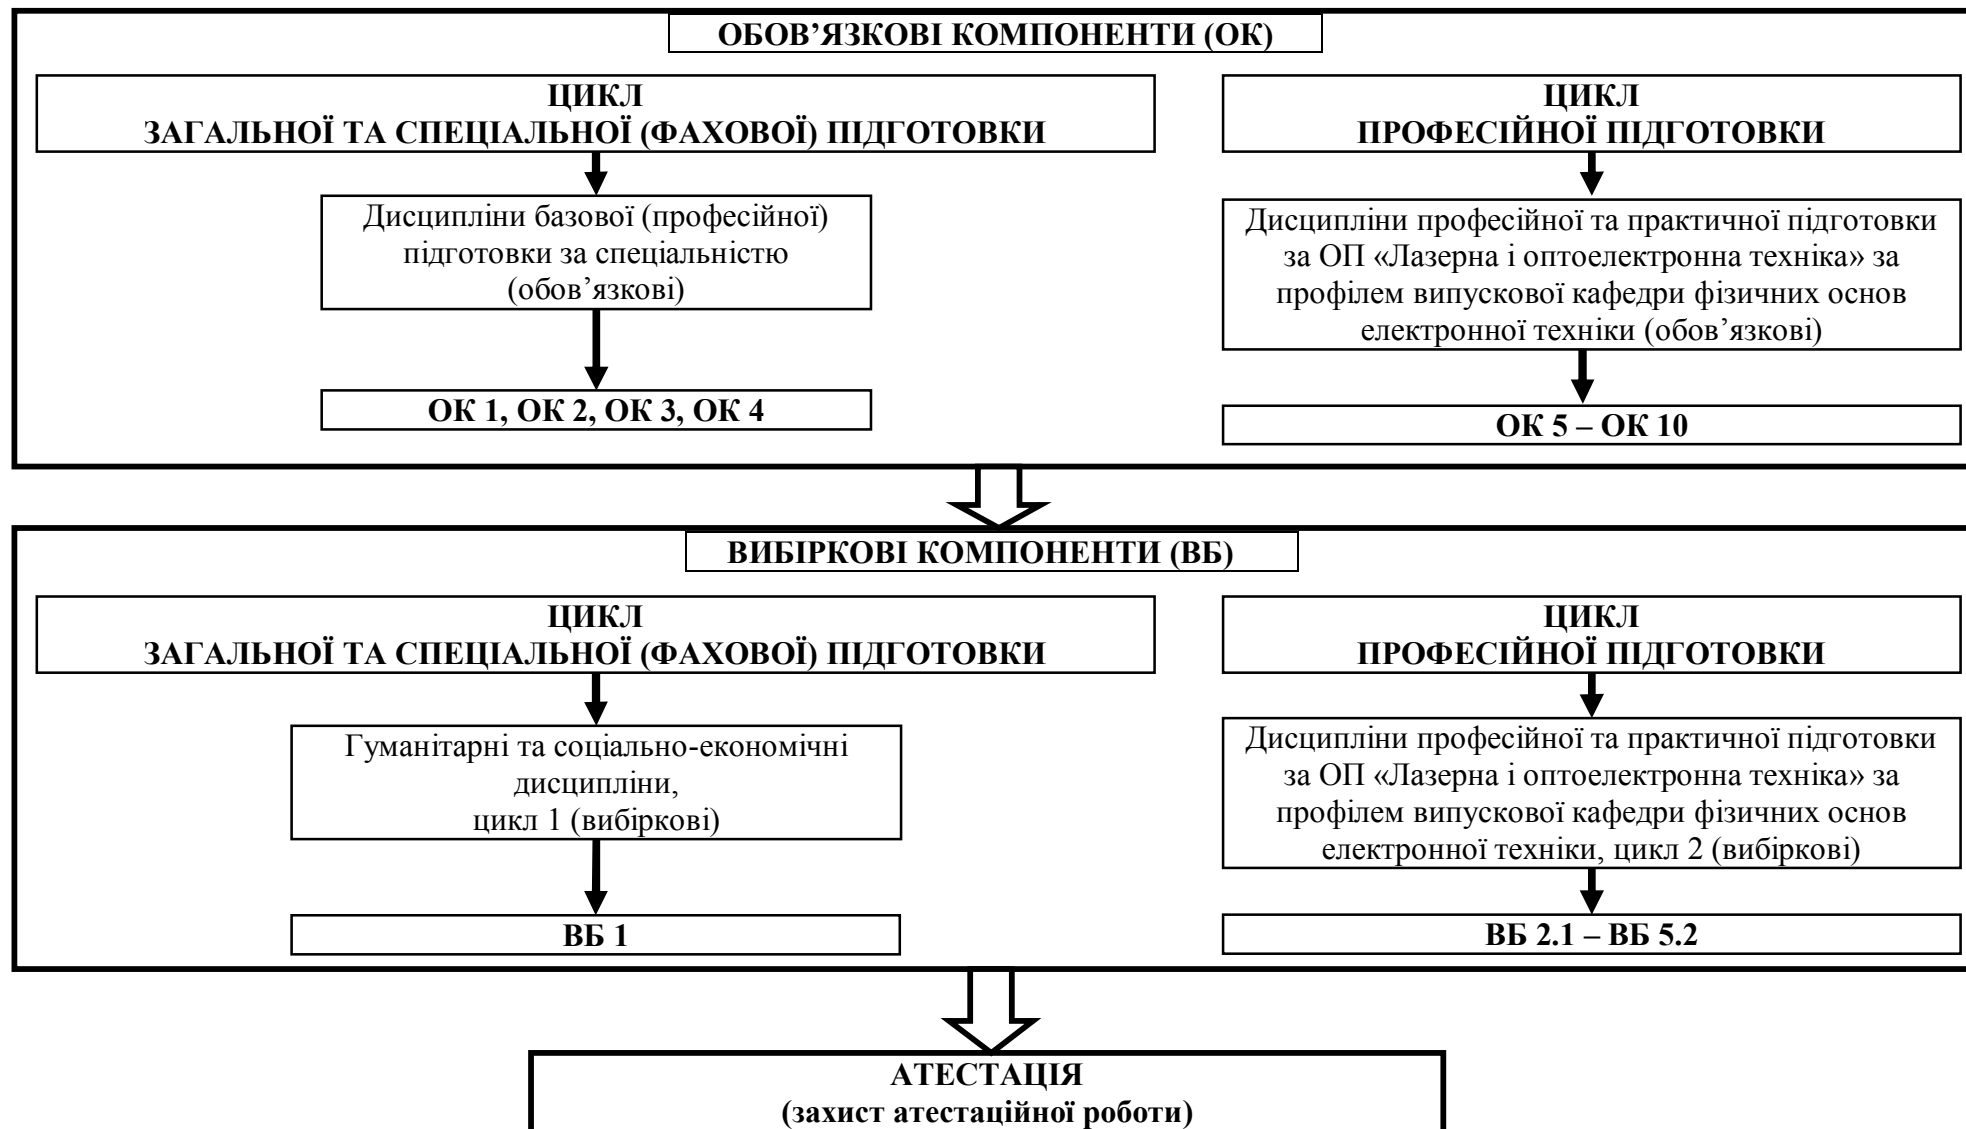 ОБОВ’ЯЗКОВІ КОМПОНЕНТИ (ОК)
ЦИКЛ
ЗАГАЛЬНОЇ ТА СПЕЦІАЛЬНОЇ (ФАХОВОЇ) ПІДГОТОВКИ
Дисципліни базової (професійної)
підготовки за спеціальністю
(обов’язкові)
ОК 1, ОК 2, ОК 3, ОК 4
ЦИКЛ
ПРОФЕСІЙНОЇ ПІДГОТОВКИ
Дисципліни професійної та практичної підготовки
за ОП «Лазерна і оптоелектронна техніка» за
профілем випускової кафедри фізичних основ
електронної техніки (обов’язкові)
ОК 5 – ОК 10
ВИБІРКОВІ КОМПОНЕНТИ (ВБ)
ЦИКЛ
ЗАГАЛЬНОЇ ТА СПЕЦІАЛЬНОЇ (ФАХОВОЇ) ПІДГОТОВКИ
Гуманітарні та соціально-економічні
дисципліни,
цикл 1 (вибіркові)
ВБ 1
ЦИКЛ
ПРОФЕСІЙНОЇ ПІДГОТОВКИ
Дисципліни професійної та практичної підготовки
за ОП «Лазерна і оптоелектронна техніка» за
профілем випускової кафедри фізичних основ
електронної техніки, цикл 2 (вибіркові)
ВБ 2.1 – ВБ 5.2
АТЕСТАЦІЯ
(захист атестаційної роботи)